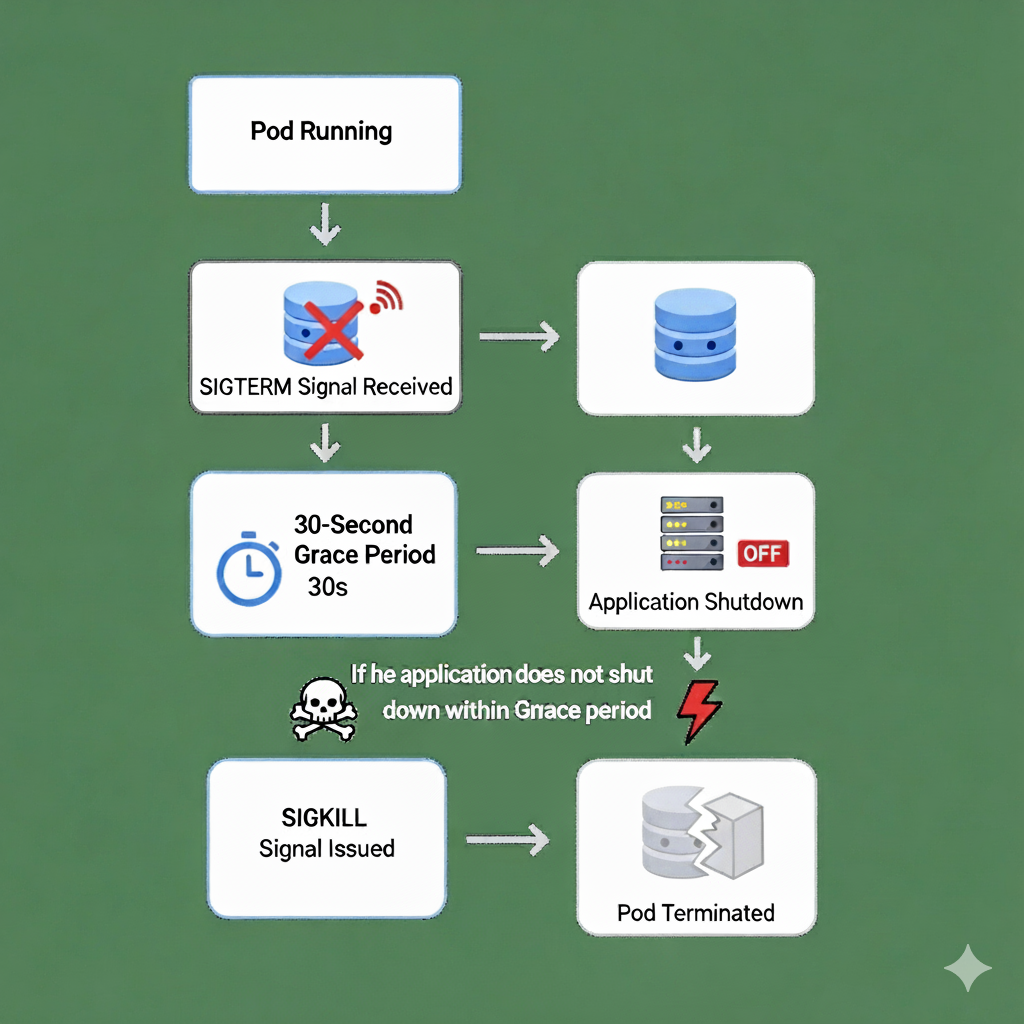 Pod Running
SIGTERM Signal Received
30-Second
Grace Period
30s
OFF
Application Shutdown
If he application does not shut
down within Grnace period
SIGKILL
Signal Issued
Pod Terminated